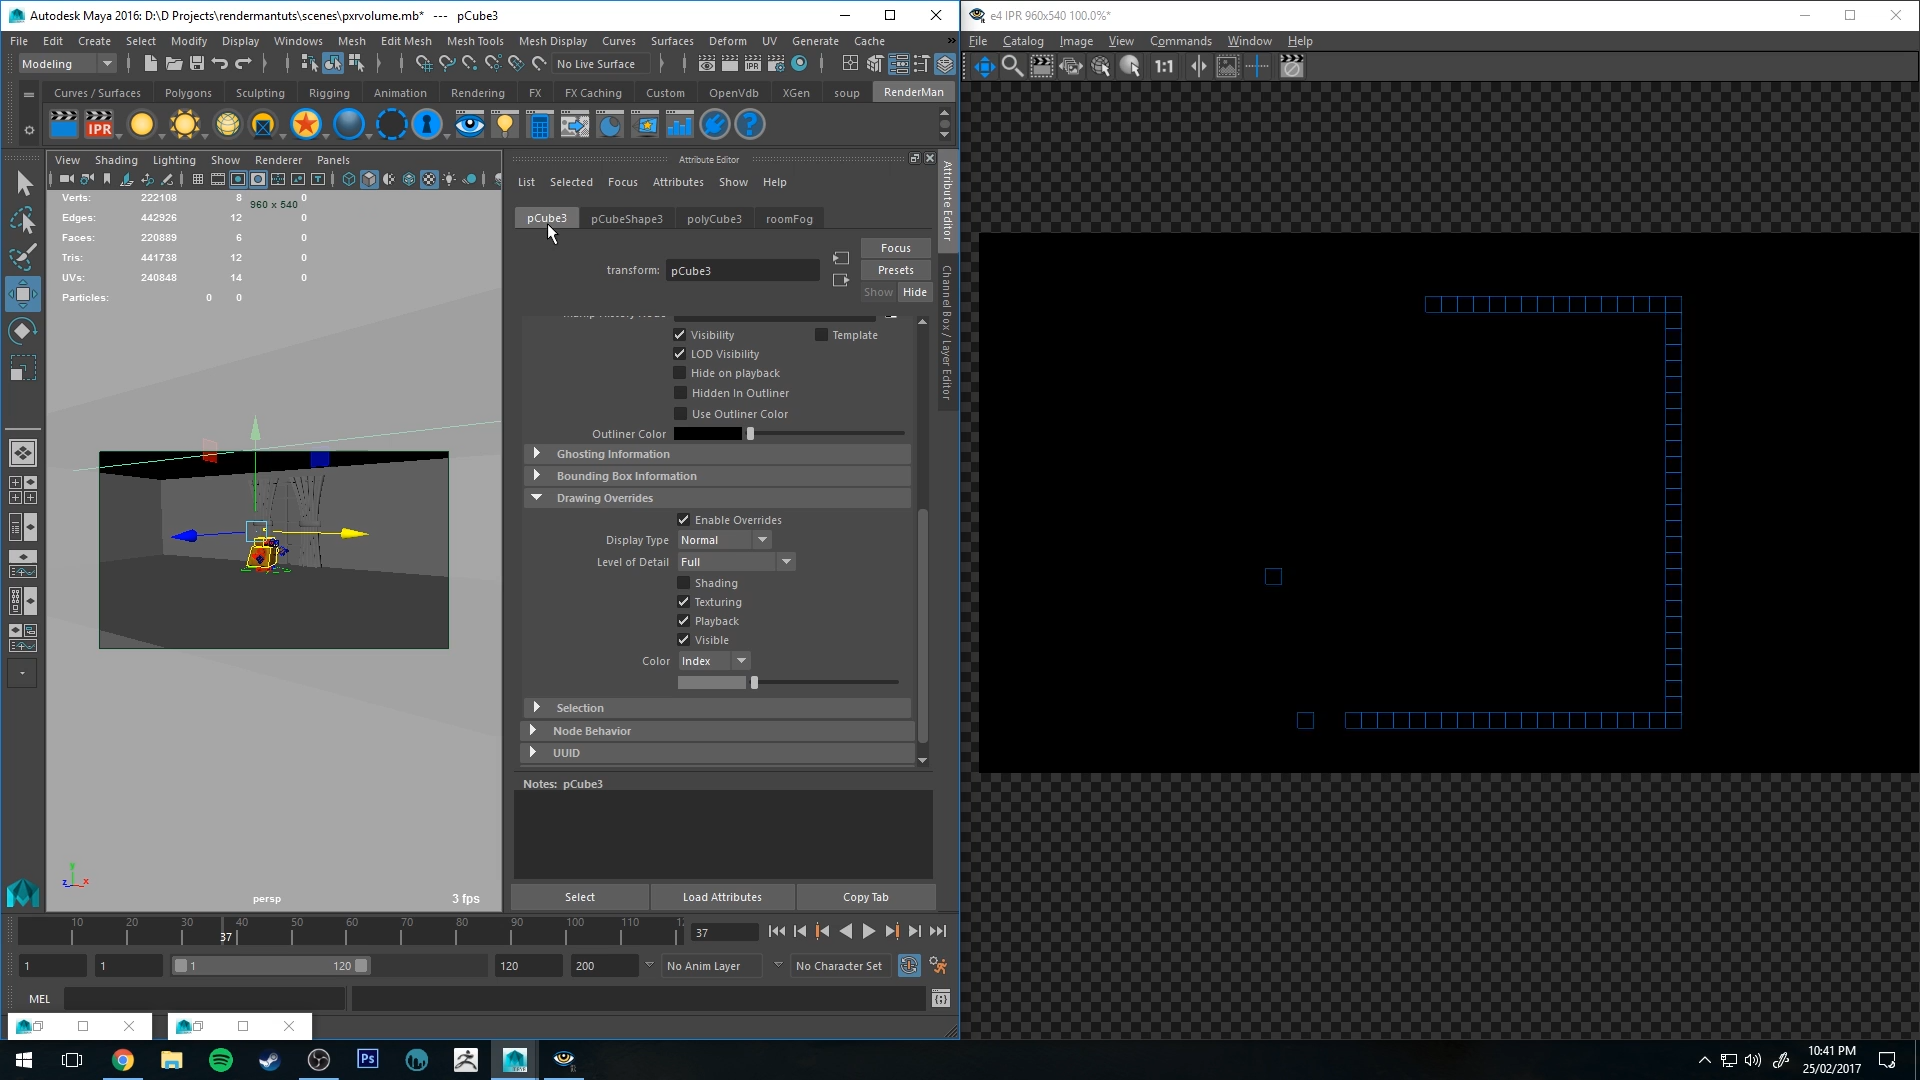 Autodesk Maya 2016: D:\D Projects\rendermantuts\scenes\pxrvolume.mb* --- pCube3
File Edit Create Select Modify Display Windows Mesh Edit Mesh Mesh Tools Mesh Display Curves Surfaces Deform UV Generate Cache
Modeling No Live Surface
Curves / Surfaces Polygons Sculpting Rigging Animation Rendering FX FX Caching Custom OpenVdb XGen soup RenderMan
IPR
View Shading Lighting Show Renderer Panels
Verts: 222108 8 0
960 x 540
Edges: 442926 12 0
Faces: 220889 6 0
Tris: 441738 12 0
UVs: 240848 14 0
Particles: 0 0
persp
3 fps
Attribute Editor
List Selected Focus Attributes Show Help
pCube3 pCubeShape3 polyCube3 roomFog
Focus
transform: pCube3
Presets
Show Hide
Visibility Template
LOD Visibility
Hide on playback
Hidden In Outliner
Use Outliner Color
Outliner Color
Ghosting Information
Bounding Box Information
Drawing Overrides
Enable Overrides
Display Type Normal
Level of Detail Full
Shading
Texturing
Playback
Visible
Color Index
Selection
Node Behavior
UUID
Notes: pCube3
Select Load Attributes Copy Tab
Attribute Editor
Channel Box / Layer Editor
10 20 30 40 50 60 70 80 90 100 110
37
37
1 1 1 120 120 200 No Anim Layer No Character Set
MEL
e4 IPR 960x540 100.0%*
File Catalog Image View Commands Window Help
1:1
Ps
10:41 PM
25/02/2017